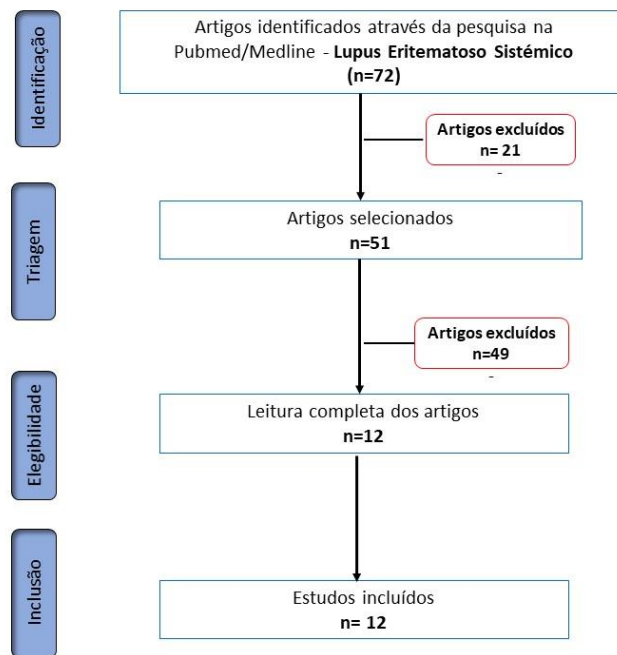 Identificação
Artigos identificados através da pesquisa na
Pubmed/Medline - Lupus Eritematoso Sistémico
(n=72)
Artigos excluídos
n= 21
-
Triagem
Artigos selecionados
n=51
Artigos excluídos
n=49
-
Elegibilidade
Leitura completa dos artigos
n=12
Inclusão
Estudos incluídos
n= 12